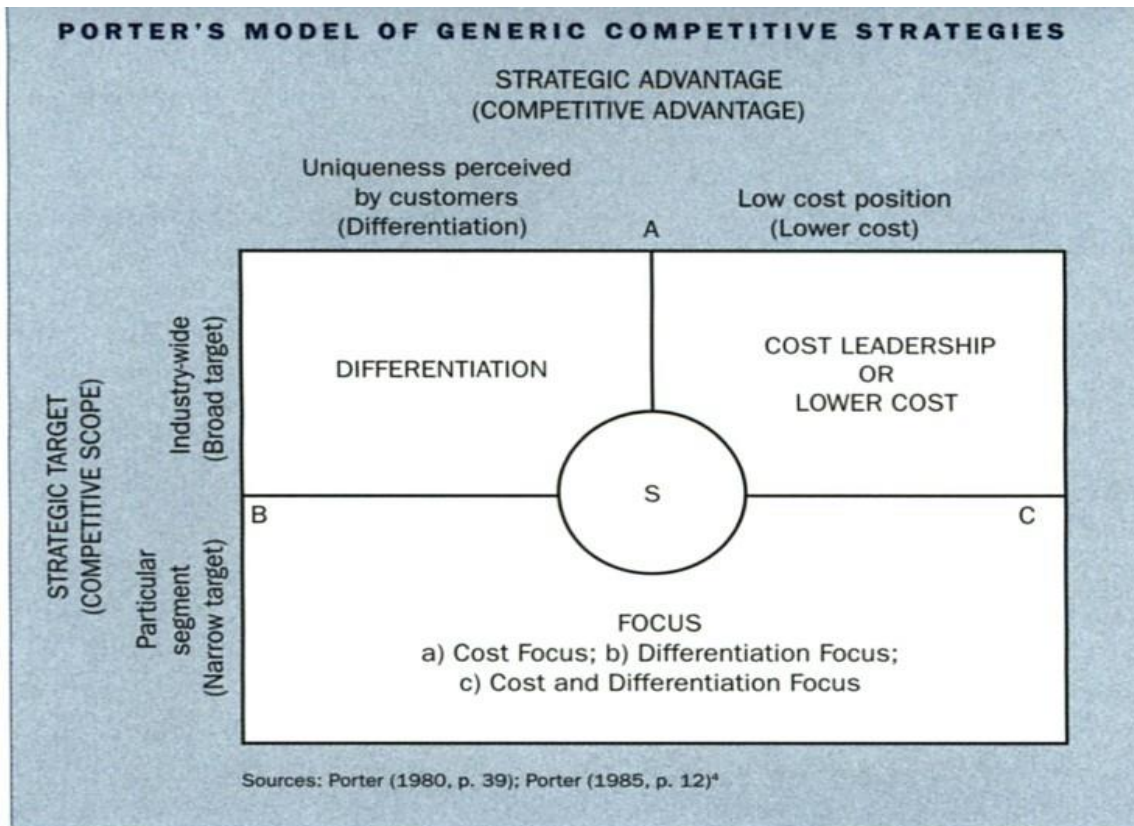 PORTER'S MODEL OF GENERIC COMPETITIVE STRATEGIES
STRATEGIC ADVANTAGE
(COMPETITIVE ADVANTAGE)
Uniqueness perceived
by customers
(Differentiation)
A
Low cost position
(Lower cost)
STRATEGIC TARGET
(COMPETITIVE SCOPE)
Industry-wide
(Broad target)
DIFFERENTIATION
COST LEADERSHIP
OR
LOWER COST
S
B
C
Particular
segment
(Narrow target)
FOCUS
a) Cost Focus; b) Differentiation Focus;
c) Cost and Differentiation Focus
Sources: Porter (1980, p. 39); Porter (1985, p. 12)⁴